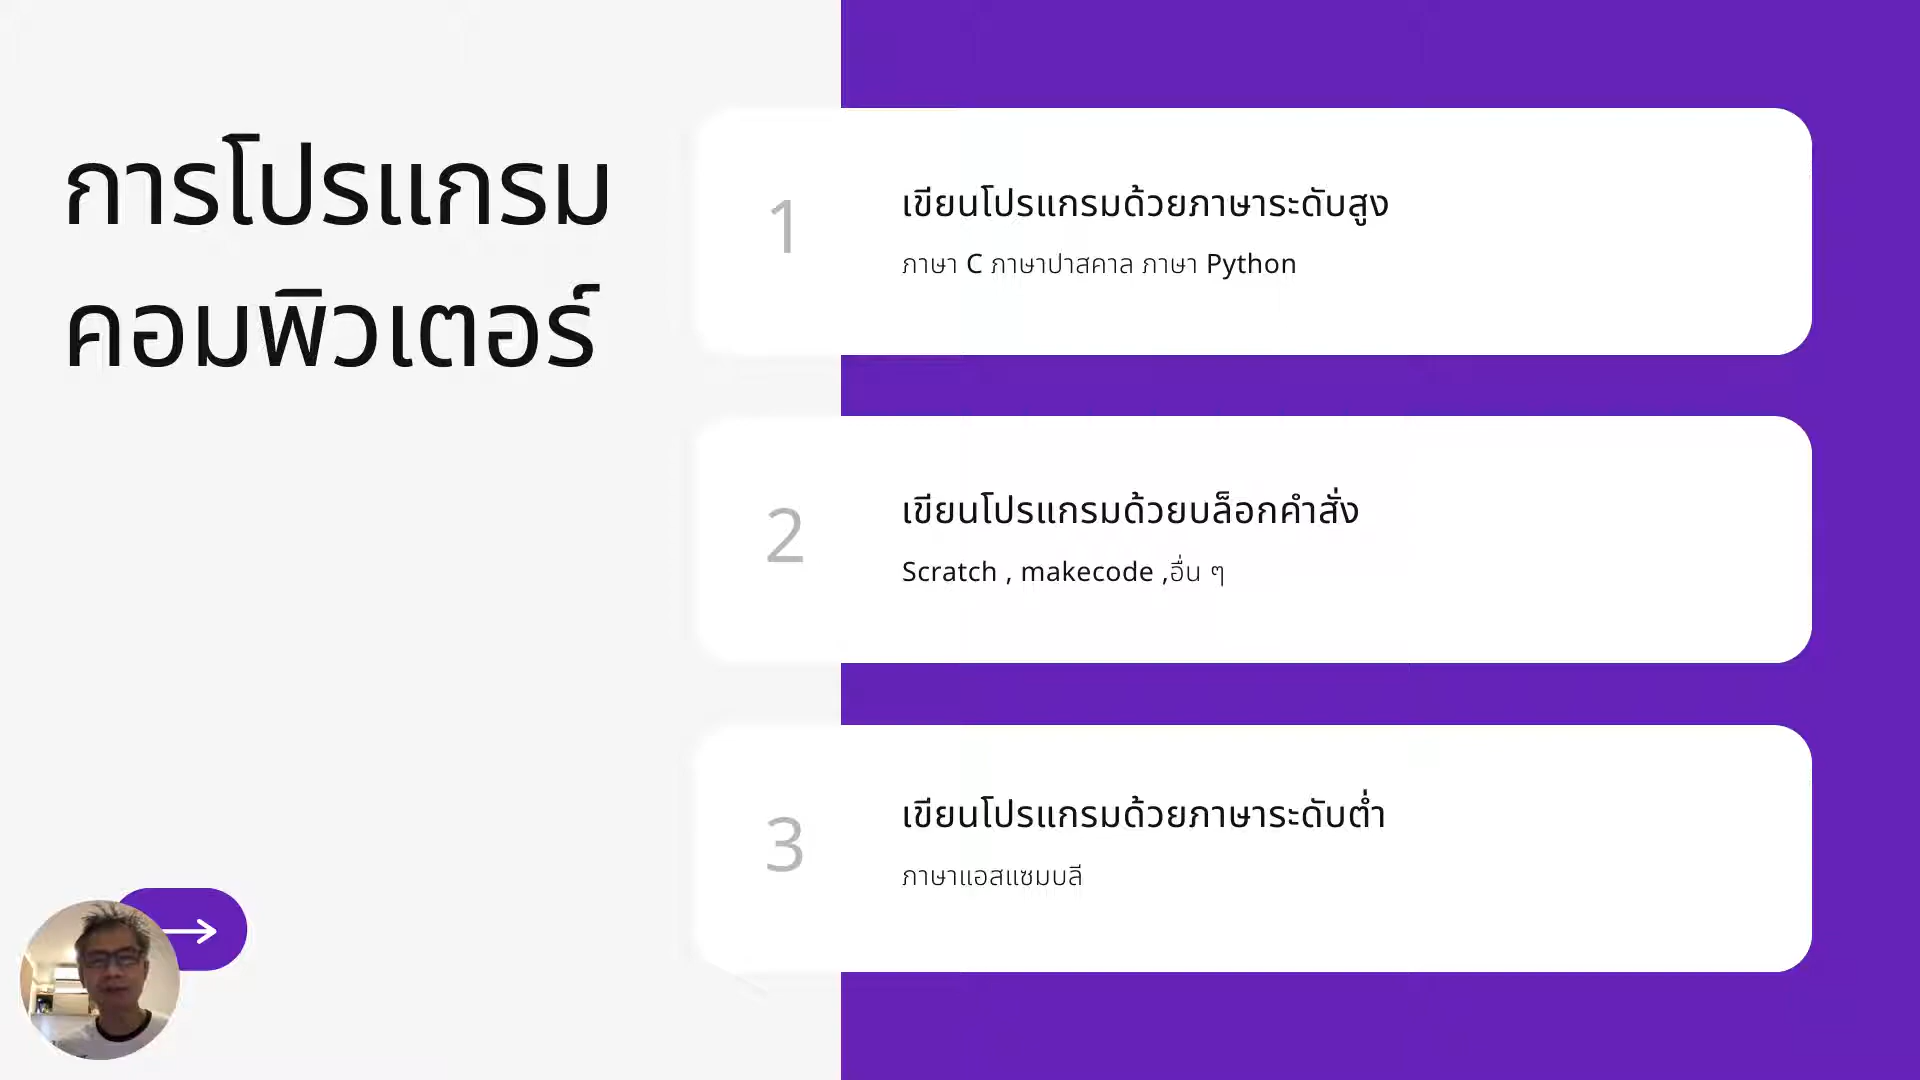 การโปรแกรม
คอมพิวเตอร์
1
เขียนโปรแกรมด้วยภาษาระดับสูง
ภาษา C ภาษาปาสคาล ภาษา Python
2
เขียนโปรแกรมด้วยบล็อกคำสั่ง
Scratch , makecode ,อื่น ๆ
3
เขียนโปรแกรมด้วยภาษาระดับต่ำ
ภาษาแอสแซมบลี